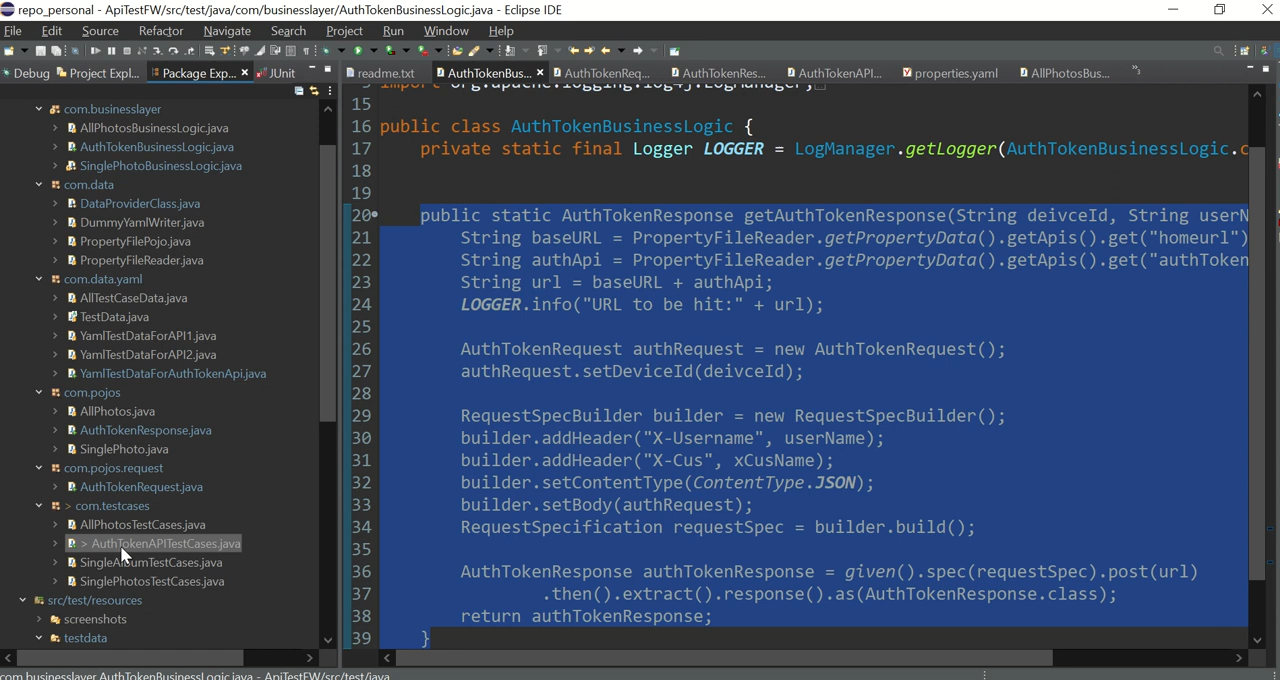 repo_personal - ApiTestFW/src/test/java/com/businesslayer/AuthTokenBusinessLogic.java - Eclipse IDE
File Edit Source Refactor Navigate Search Project Run Window Help
Debug Project Expl... Package Exp... JUnit
readme.txt AuthTokenBus... AuthTokenReq... AuthTokenRes... AuthTokenAPI... properties.yaml AllPhotosBus...
com.businesslayer
AllPhotosBusinessLogic.java
AuthTokenBusinessLogic.java
SinglePhotoBusinessLogic.java
com.data
DataProviderClass.java
DummyYamlWriter.java
PropertyFilePojo.java
PropertyFileReader.java
com.data.yaml
AllTestCaseData.java
TestData.java
YamlTestDataForAPI1.java
YamlTestDataForAPI2.java
YamlTestDataForAuthTokenApi.java
com.pojos
AllPhotos.java
AuthTokenResponse.java
SinglePhoto.java
com.pojos.request
AuthTokenRequest.java
> com.testcases
AllPhotosTestCases.java
> AuthTokenAPITestCases.java
SingleAlbumTestCases.java
SinglePhotosTestCases.java
src/test/resources
screenshots
testdata
import org.apache.logging.log4j.LogManager;
15
16 public class AuthTokenBusinessLogic {
17 private static final Logger LOGGER = LogManager.getLogger(AuthTokenBusinessLogic.c
18
19
20 public static AuthTokenResponse getAuthTokenResponse(String deivceId, String userN
21 String baseURL = PropertyFileReader.getPropertyData().getApis().get("homeurl")
22 String authApi = PropertyFileReader.getPropertyData().getApis().get("authToken
23 String url = baseURL + authApi;
24 LOGGER.info("URL to be hit:" + url);
25
26 AuthTokenRequest authRequest = new AuthTokenRequest();
27 authRequest.setDeviceId(deivceId);
28
29 RequestSpecBuilder builder = new RequestSpecBuilder();
30 builder.addHeader("X-Username", userName);
31 builder.addHeader("X-Cus", xCusName);
32 builder.setContentType(ContentType.JSON);
33 builder.setBody(authRequest);
34 RequestSpecification requestSpec = builder.build();
35
36 AuthTokenResponse authTokenResponse = given().spec(requestSpec).post(url)
37 .then().extract().response().as(AuthTokenResponse.class);
38 return authTokenResponse;
39 }
com.businesslayer.AuthTokenBusinessLogic.java - ApiTestFW/src/test/java